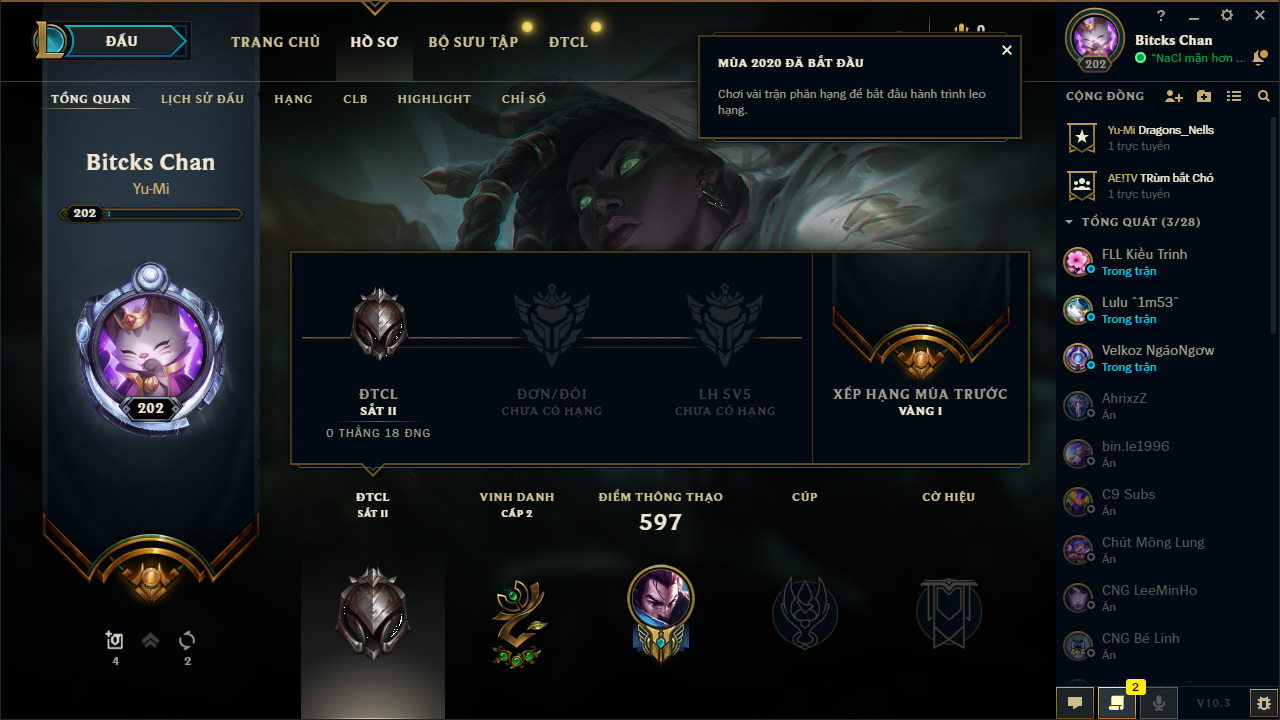 ĐẤU
TRANG CHỦ
HỒ SƠ
BỘ SƯU TẬP
ĐTCL
0
TỔNG QUAN
LỊCH SỬ ĐẤU
HẠNG
CLB
HIGHLIGHT
CHỈ SỐ
MÙA 2020 ĐÃ BẮT ĐẦU
Chơi vài trận phân hạng để bắt đầu hành trình leo
hạng.
Bitcks Chan
Yu-Mi
202
202
4
2
ĐTCL
SẮT II
0 THẮNG 18 ĐNG
ĐƠN/ĐÔI
CHƯA CÓ HẠNG
LH 5V5
CHƯA CÓ HẠNG
XẾP HẠNG MÙA TRƯỚC
VÀNG I
ĐTCL
SẮT II
VINH DANH
CẤP 2
ĐIỂM THÔNG THẠO
597
CÚP
CỜ HIỆU
?
Bitcks Chan
202
“NaCl mặn hơn ...
CỘNG ĐỒNG
Yu-Mi Dragons_Nells
1 trực tuyến
AE!TV TRùm bắt Chó
1 trực tuyến
TỔNG QUÁT (3/28)
FLL Kiều Trinh
Trong trận
Lulu ˆ1m53ˆ
Trong trận
Velkoz NgáoNgơw
Trong trận
AhrixzZ
Ẩn
bin.le1996
Ẩn
C9 Subs
Ẩn
Chút Mông Lung
Ẩn
CNG LeeMinHo
Ẩn
CNG Bé Linh
Ẩn
2
V10.3